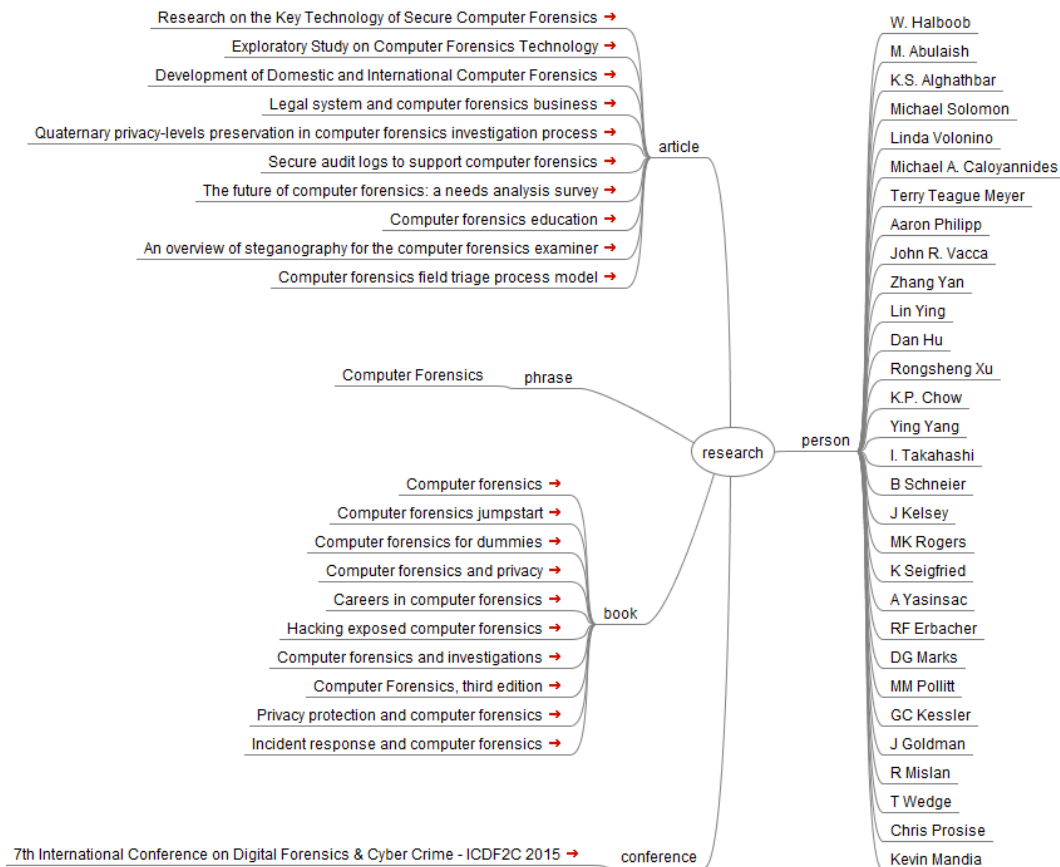 Research on the Key Technology of Secure Computer Forensics
Exploratory Study on Computer Forensics Technology
Development of Domestic and International Computer Forensics
Legal system and computer forensics business
Quaternary privacy-levels preservation in computer forensics investigation process
Secure audit logs to support computer forensics
The future of computer forensics: a needs analysis survey
Computer forensics education
An overview of steganography for the computer forensics examiner
Computer forensics field triage process model
article
Computer Forensics
phrase
Computer forensics
Computer forensics jumpstart
Computer forensics for dummies
Computer forensics and privacy
Careers in computer forensics
Hacking exposed computer forensics
Computer forensics and investigations
Computer Forensics, third edition
Privacy protection and computer forensics
Incident response and computer forensics
book
7th International Conference on Digital Forensics & Cyber Crime - ICDF2C 2015
conference
research
person
W. Halboob
M. Abulaish
K.S. Alghathbar
Michael Solomon
Linda Volonino
Michael A. Caloyannides
Terry Teague Meyer
Aaron Philipp
John R. Vacca
Zhang Yan
Lin Ying
Dan Hu
Rongsheng Xu
K.P. Chow
Ying Yang
I. Takahashi
B Schneier
J Kelsey
MK Rogers
K Seigfried
A Yasinsac
RF Erbacher
DG Marks
MM Pollitt
GC Kessler
J Goldman
R Mislan
T Wedge
Chris Prosise
Kevin Mandia